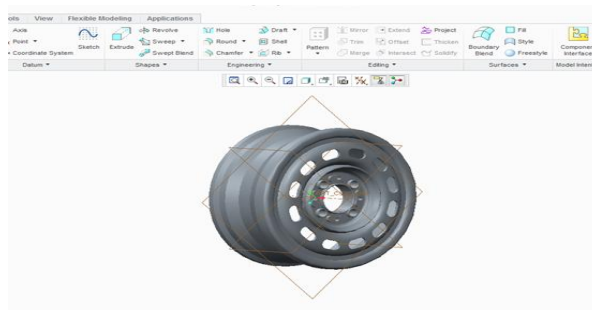 ols View Flexible Modeling Applications
Axis Revolve Hole Draft Mirror Extend Project Fill
Point Sketch Extrude Sweep Round Shell Pattern Trim Offset Thicken Boundary Blend Style Component Interface
Coordinate System Swept Blend Chamfer Rib Merge Intersect Solidify Freestyle
Datum Shapes Engineering Editing Surfaces Model Inten